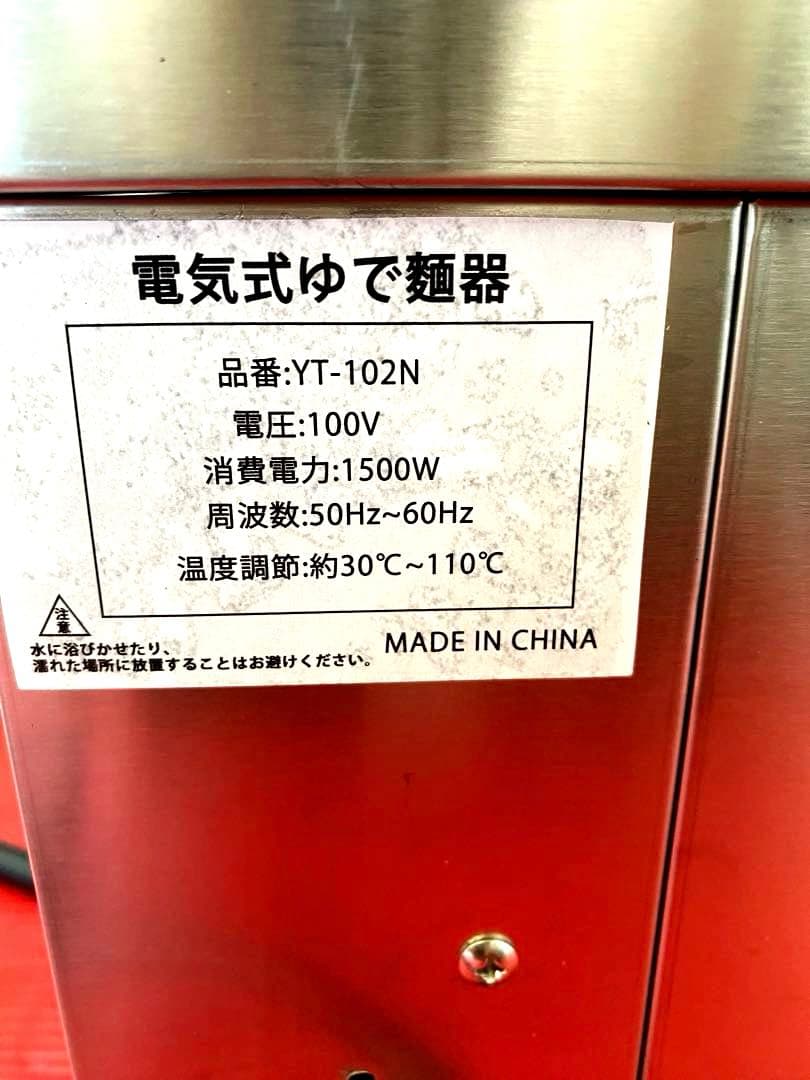 電気式ゆで麺器
品番:YT-102N
電圧:100V
消費電力:1500W
周波数:50Hz~60Hz
温度調節:約30℃~110℃
注意
水に浴びかせたり、
濡れた場所に放置することはお避けください。
MADE IN CHINA